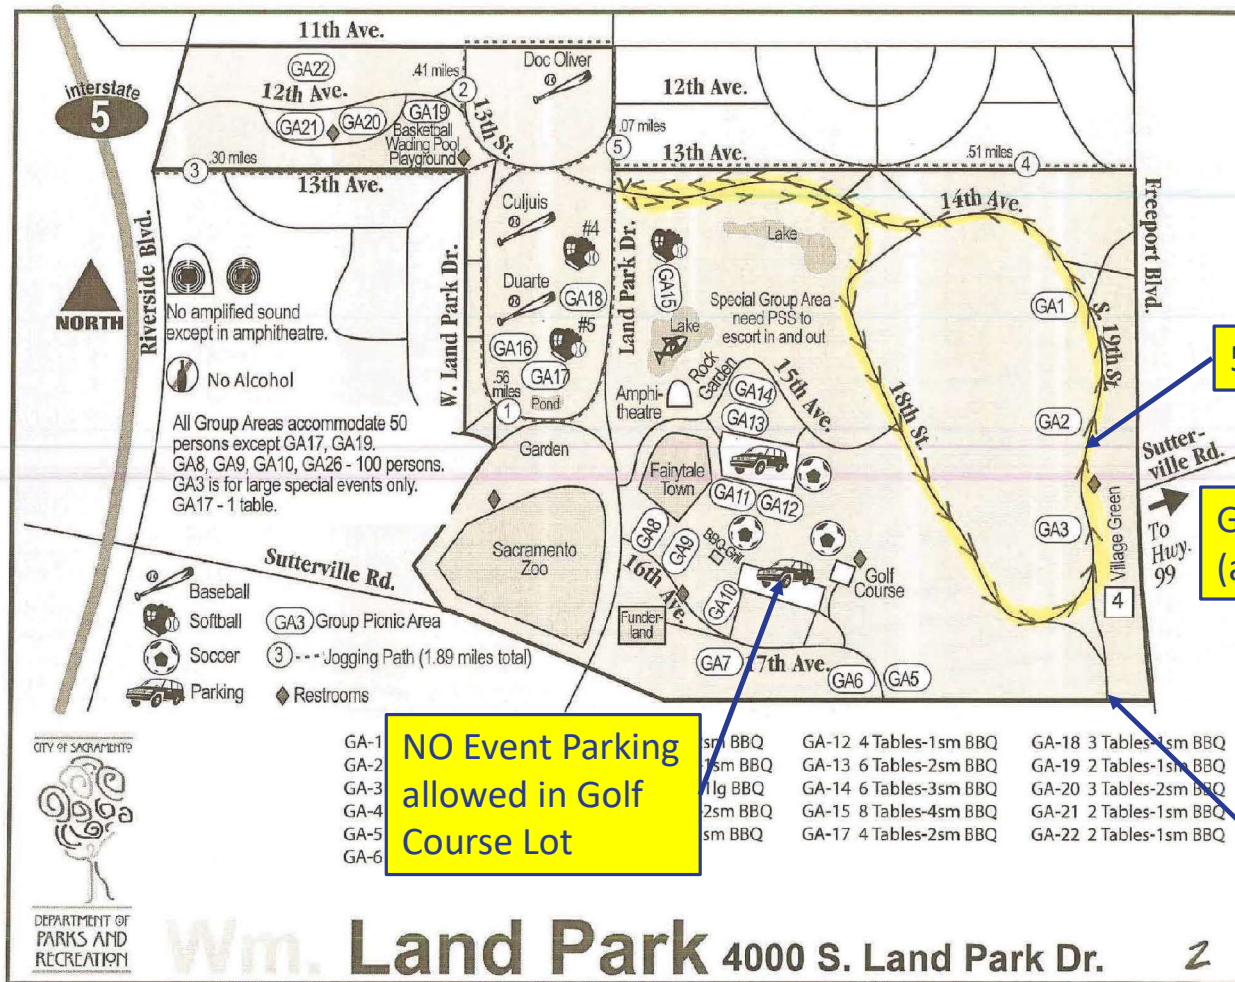 11th Ave.
GA22
.41 miles
Doc Oliver
interstate
5
12th Ave.
2
12th Ave.
GA21
GA20
GA19
Basketball
Wading Pool
Playground
13th St.
.07 miles
5
.30 miles
3
13th Ave.
13th Ave.
.51 miles
4
Culjuis
14th Ave.
Freeport Blvd.
Riverside Blvd.
W. Land Park Dr.
Land Park Dr.
#4
Lake
Duarte
GA18
GA15
Special Group Area -
need PSS to
escort in and out
GA1
S. 19th St.
NORTH
No amplified sound
except in amphitheatre.
#5
Lake
GA16
GA17
Rock
Garden
5
No Alcohol
.56
miles
1
Pond
Amphi-
theatre
GA14
GA13
15th Ave.
18th St.
GA2
All Group Areas accommodate 50
persons except GA17, GA19.
GA8, GA9, GA10, GA26 - 100 persons.
GA3 is for large special events only.
GA17 - 1 table.
Garden
Fairytale
Town
GA11
GA12
Sutter-
ville Rd.
To
Hwy.
99
G
(a
GA8
GA9
BBQ Grill
GA3
Village Green
4
Sutterville Rd.
Sacramento
Zoo
16th Ave.
GA10
Golf
Course
Baseball
Softball
GA3 Group Picnic Area
Funder-
land
Soccer
3 - - - Jogging Path (1.89 miles total)
GA7
17th Ave.
GA6
GA5
Parking
Restrooms
CITY OF SACRAMENTO
DEPARTMENT OF
PARKS AND
RECREATION
NO Event Parking
allowed in Golf
Course Lot
GA-1
GA-2
GA-3
GA-4
GA-5
GA-6
2sm BBQ
-1sm BBQ
1lg BBQ
-2sm BBQ
sm BBQ
GA-12 4 Tables-1sm BBQ
GA-13 6 Tables-2sm BBQ
GA-14 6 Tables-3sm BBQ
GA-15 8 Tables-4sm BBQ
GA-17 4 Tables-2sm BBQ
GA-18 3 Tables-1sm BBQ
GA-19 2 Tables-1sm BBQ
GA-20 3 Tables-2sm BBQ
GA-21 2 Tables-1sm BBQ
GA-22 2 Tables-1sm BBQ
Wm. Land Park 4000 S. Land Park Dr.
2